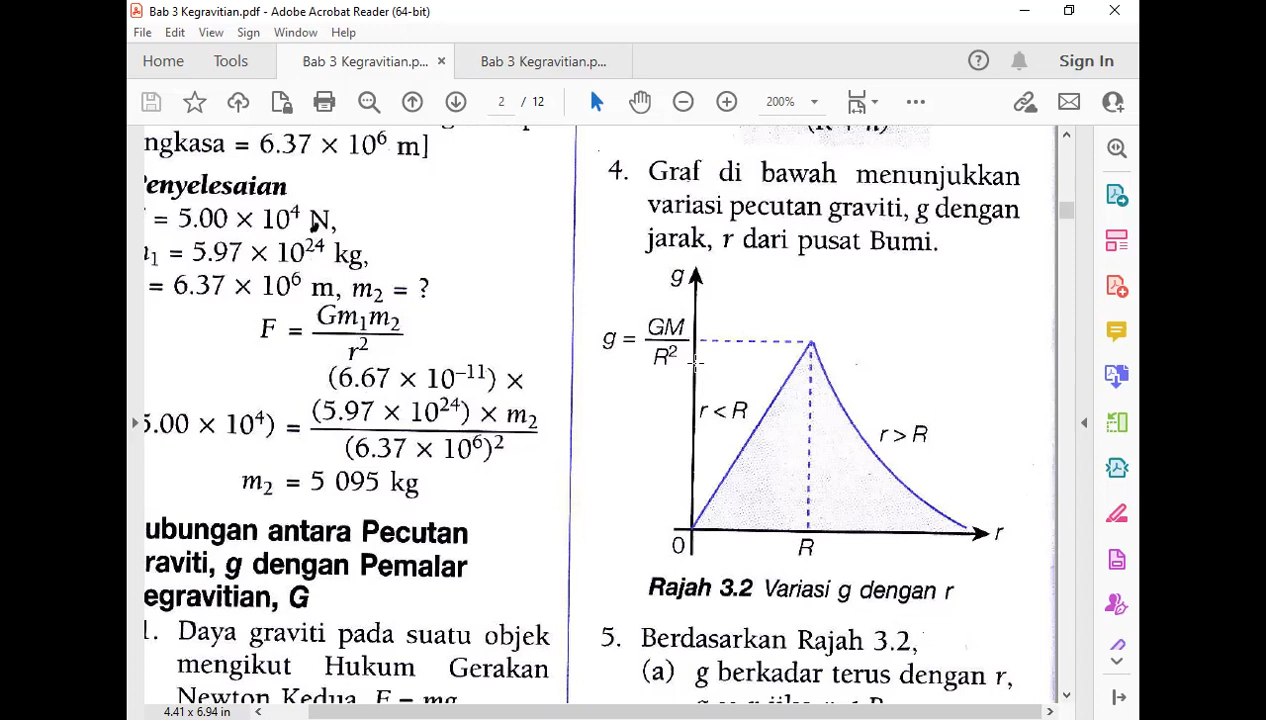 Bab 3 Kegravitian.pdf - Adobe Acrobat Reader (64-bit)
File Edit View Sign Window Help
Home Tools Bab 3 Kegravitian.p... × Bab 3 Kegravitian.p... Sign In
2 / 12 200%
ngkasa = 6.37 × 10⁶ m]
Penyelesaian
= 5.00 × 10⁴ N,
m₁ = 5.97 × 10²⁴ kg,
= 6.37 × 10⁶ m, m₂ = ?
F = Gm₁m₂
r²
(6.67 × 10⁻¹¹) ×
5.00 × 10⁴) = (5.97 × 10²⁴) × m₂
(6.37 × 10⁶)²
m₂ = 5 095 kg
ubungan antara Pecutan
raviti, g dengan Pemalar
egravitian, G
1. Daya graviti pada suatu objek
mengikut Hukum Gerakan
Newton Kedua, F = mg
4.41 x 6.94 in
(R + h)
4. Graf di bawah menunjukkan
variasi pecutan graviti, g dengan
jarak, r dari pusat Bumi.
g
g = GM
R²
r < R
r > R
0 R r
Rajah 3.2 Variasi g dengan r
5. Berdasarkan Rajah 3.2,
(a) g berkadar terus dengan r,